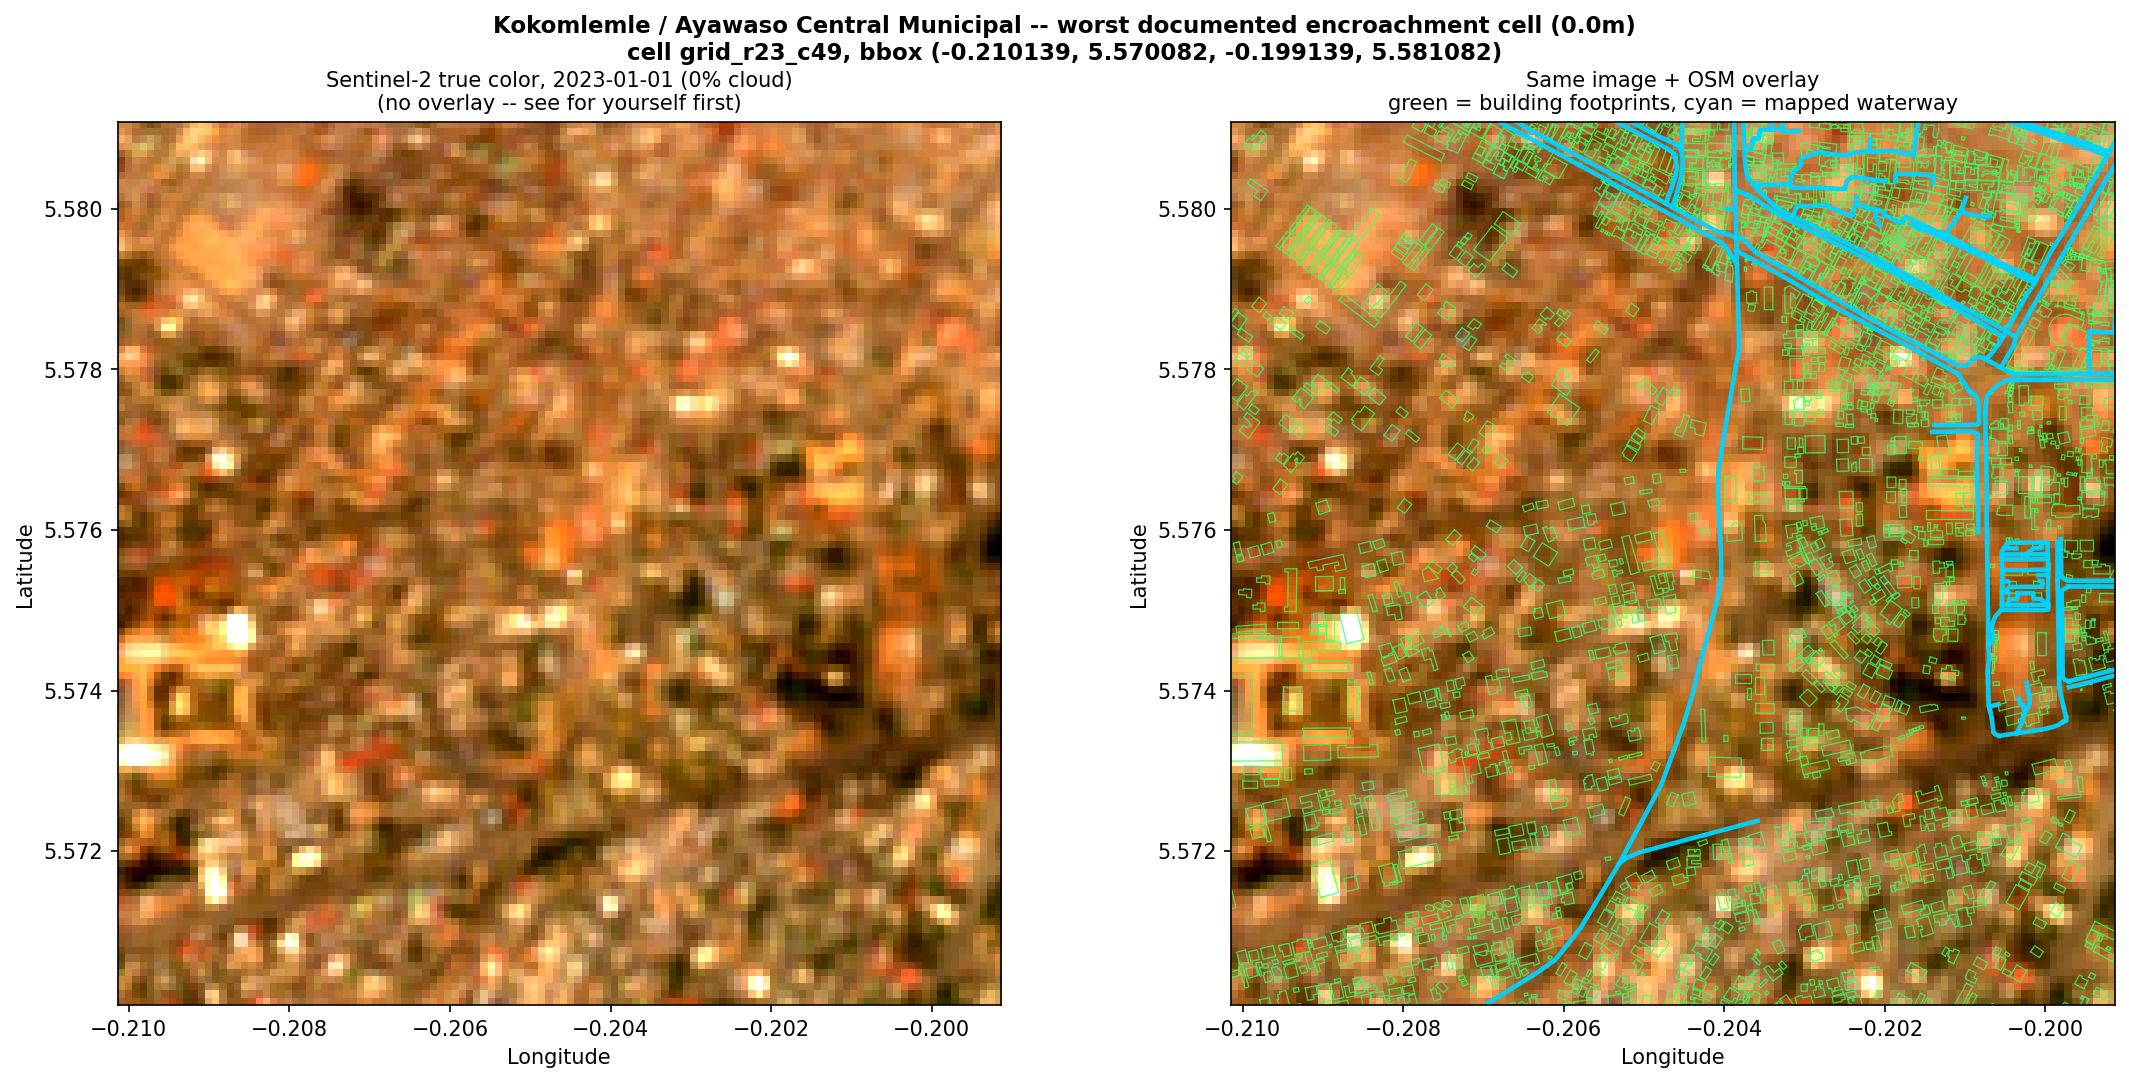 Kokomlemle / Ayawaso Central Municipal -- worst documented encroachment cell (0.0m)
cell grid_r23_c49, bbox (-0.210139, 5.570082, -0.199139, 5.581082)
Sentinel-2 true color, 2023-01-01 (0% cloud)
(no overlay -- see for yourself first)
5.580
5.578
5.576
5.574
5.572
Latitude
−0.210
−0.208
−0.206
−0.204
−0.202
−0.200
Longitude
Same image + OSM overlay
green = building footprints, cyan = mapped waterway
5.580
5.578
5.576
5.574
5.572
Latitude
−0.210
−0.208
−0.206
−0.204
−0.202
−0.200
Longitude